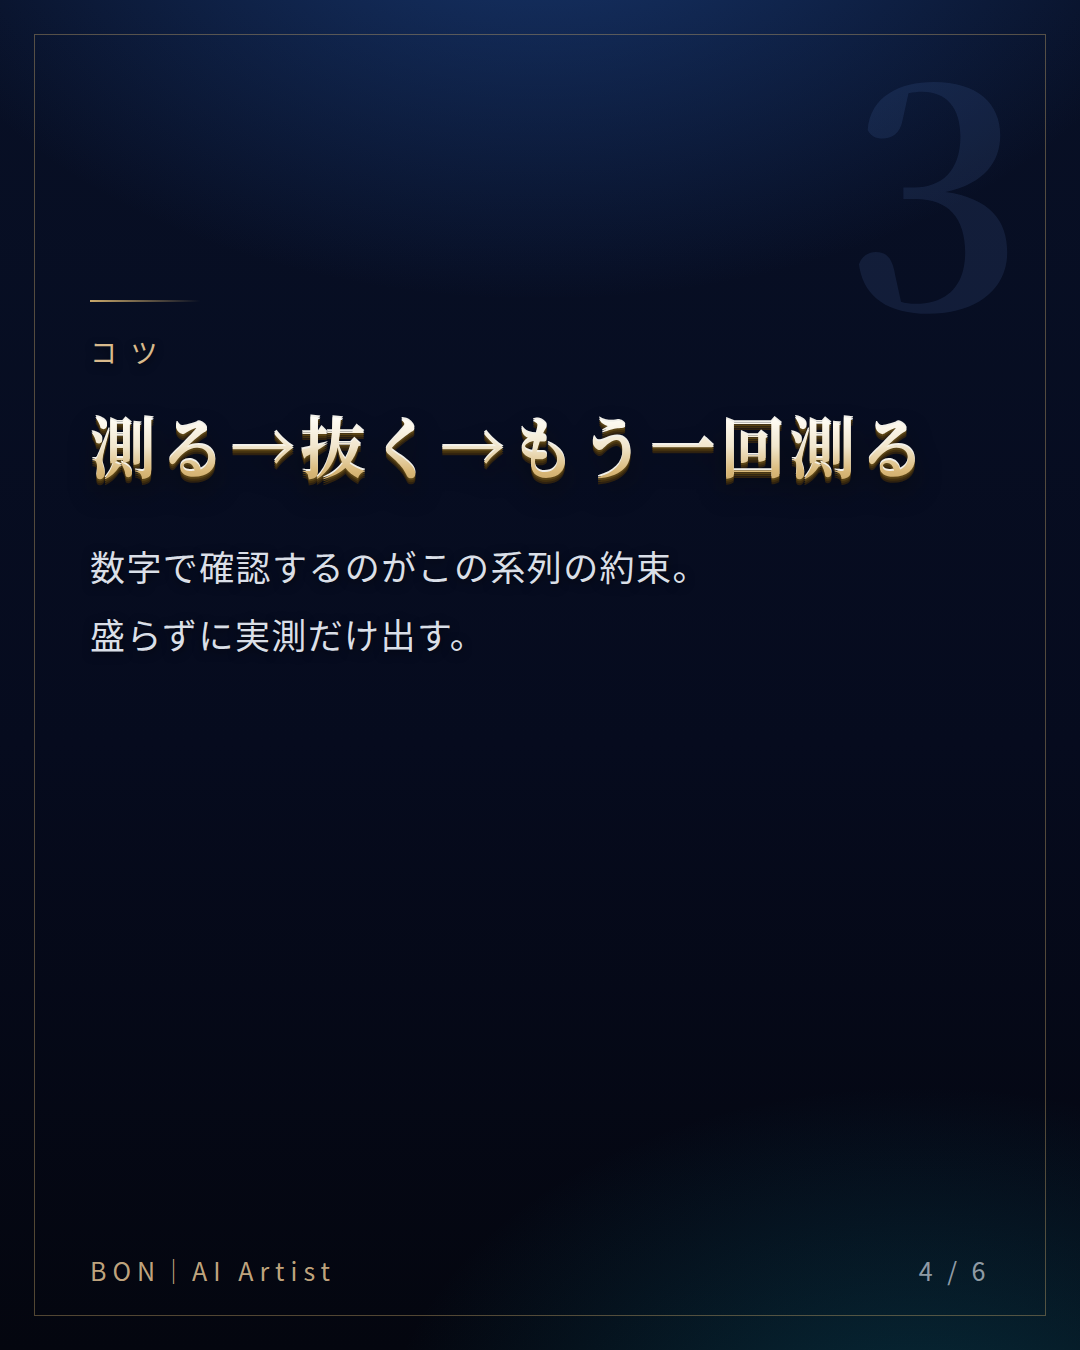 3
コツ
測る→抜く→もう一回測る
数字で確認するのがこの系列の約束。
盛らずに実測だけ出す。
BON｜AI Artist
4 / 6